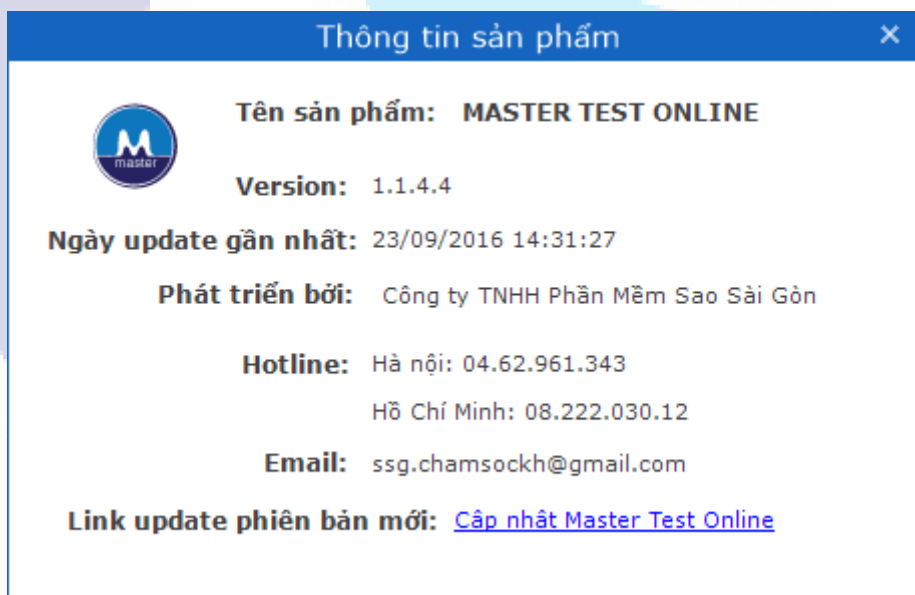 Thông tin sản phẩm
M
master
Tên sản phẩm: MASTER TEST ONLINE
Version: 1.1.4.4
Ngày update gần nhất: 23/09/2016 14:31:27
Phát triển bởi: Công ty TNHH Phần Mềm Sao Sài Gòn
Hotline: Hà nội: 04.62.961.343
Hồ Chí Minh: 08.222.030.12
Email: ssg.chamsockh@gmail.com
Link update phiên bản mới: Cập nhật Master Test Online